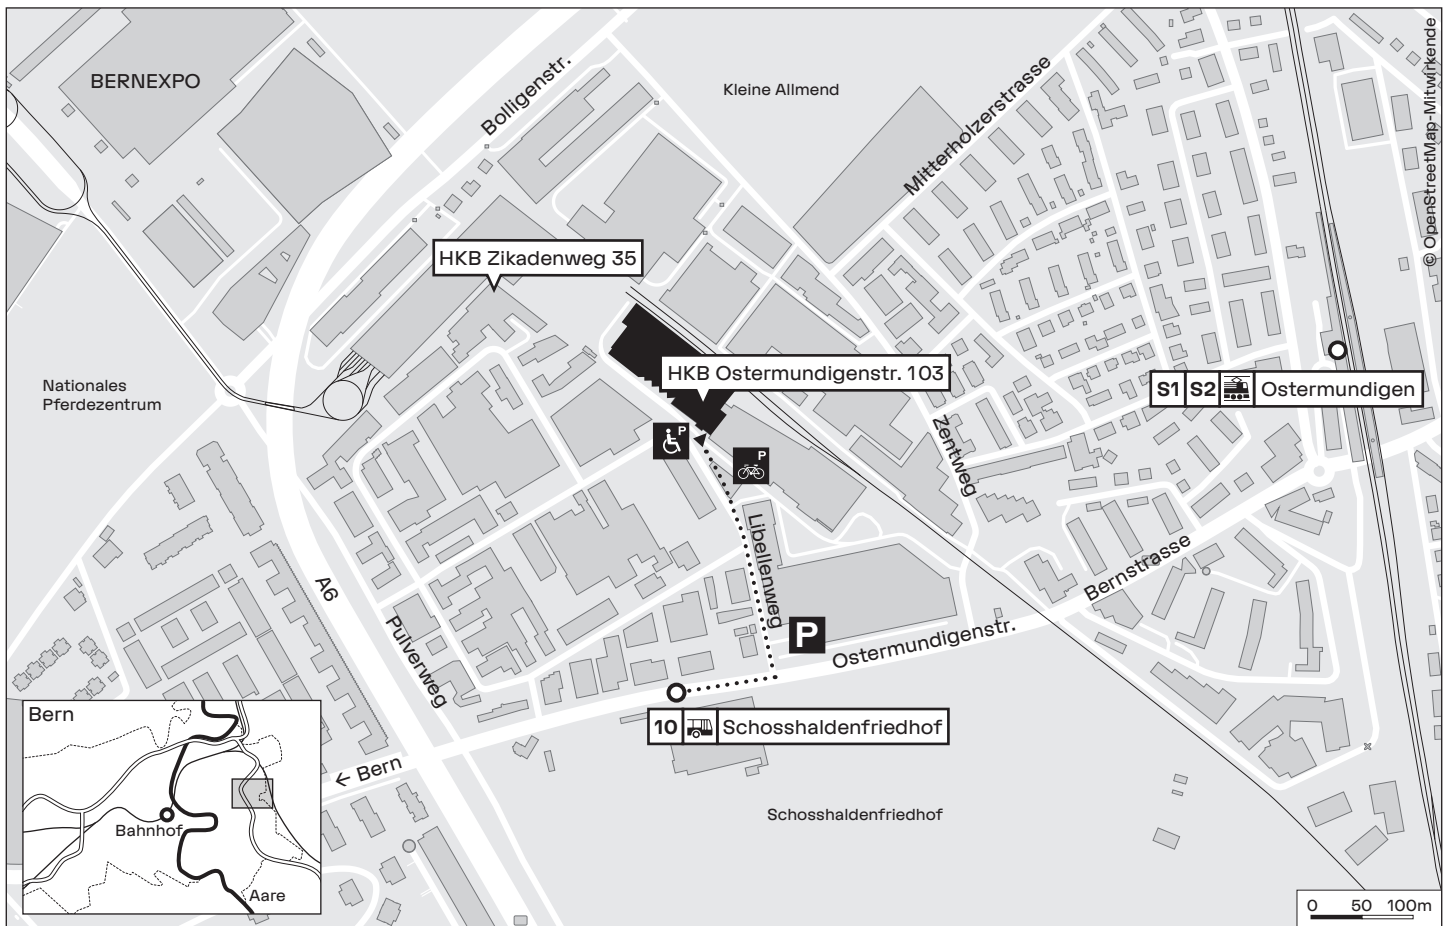 BERNEXPO
Bolligenstr.
Kleine Allmend
Mitterholzerstrasse
© OpenStreetMap-Mitwirkende
HKB Zikadenweg 35
Nationales
Pferdezentrum
HKB Ostermundigenstr. 103
S1 S2 Ostermundigen
P
P
Zentweg
Libellenweg
Bernstrasse
A6
Pulverweg
P
Ostermundigenstr.
10 Schosshaldenfriedhof
← Bern
Schosshaldenfriedhof
Bern
Bahnhof
Aare
0 50 100m